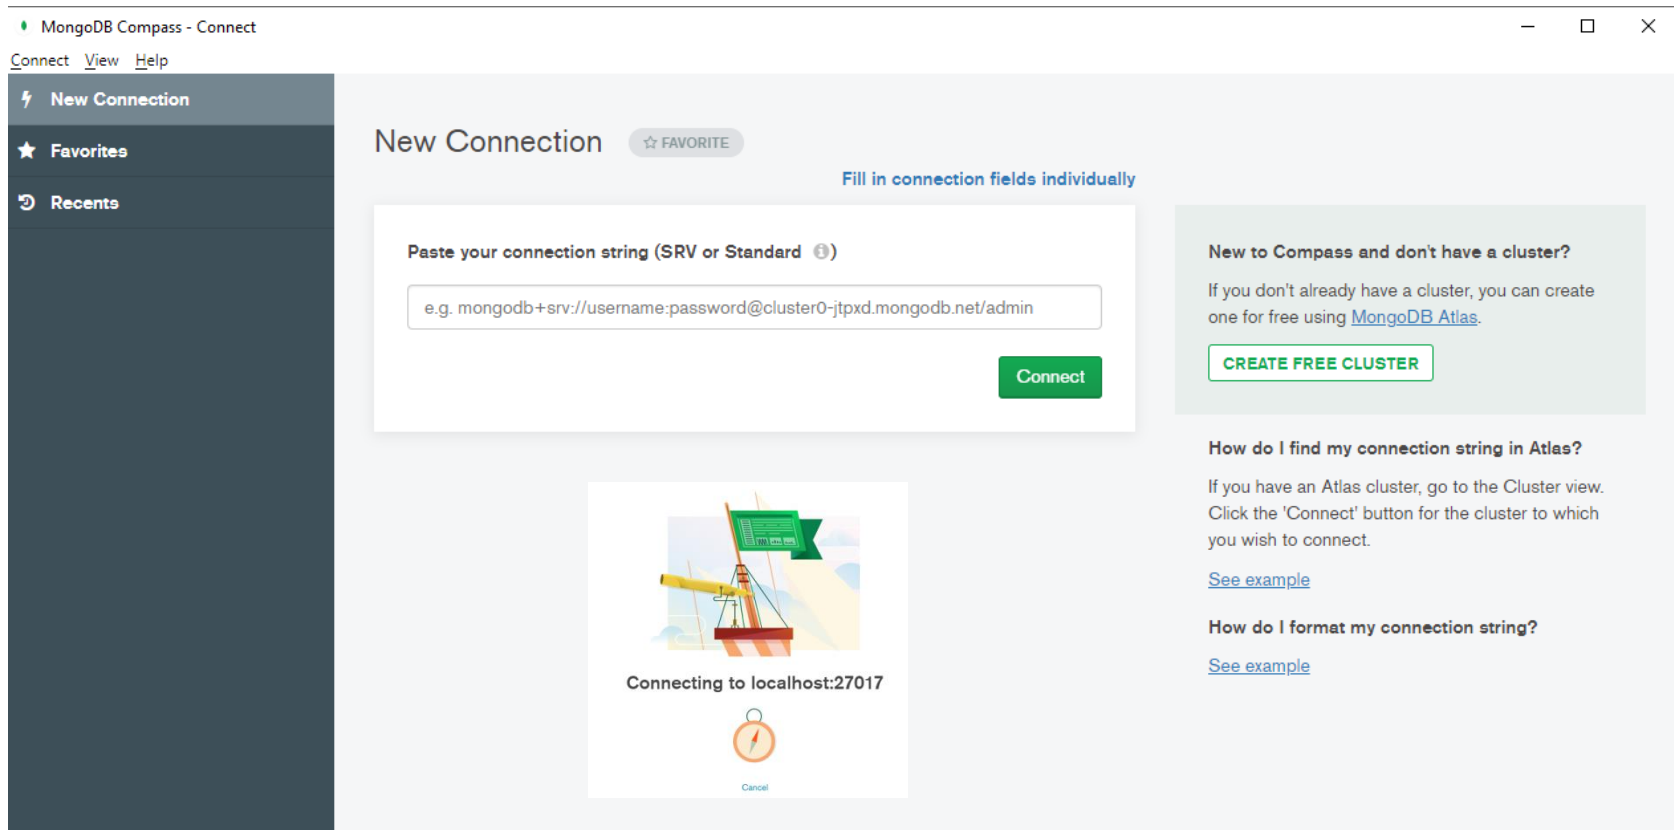 MongoDB Compass - Connect
Connect View Help
New Connection
Favorites
Recents
New Connection
FAVORITE
Fill in connection fields individually
Paste your connection string (SRV or Standard )
e.g. mongodb+srv://username:password@cluster0-jtpxd.mongodb.net/admin
Connect
Connecting to localhost:27017
Cancel
New to Compass and don't have a cluster?
If you don't already have a cluster, you can create
one for free using MongoDB Atlas.
CREATE FREE CLUSTER
How do I find my connection string in Atlas?
If you have an Atlas cluster, go to the Cluster view.
Click the 'Connect' button for the cluster to which
you wish to connect.
See example
How do I format my connection string?
See example